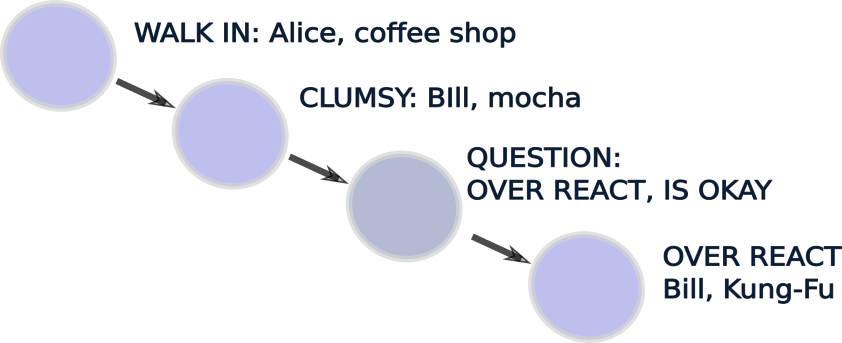 WALK IN: Alice, coffee shop
CLUMSY: BIll, mocha
QUESTION:
OVER REACT, IS OKAY
OVER REACT
Bill, Kung-Fu